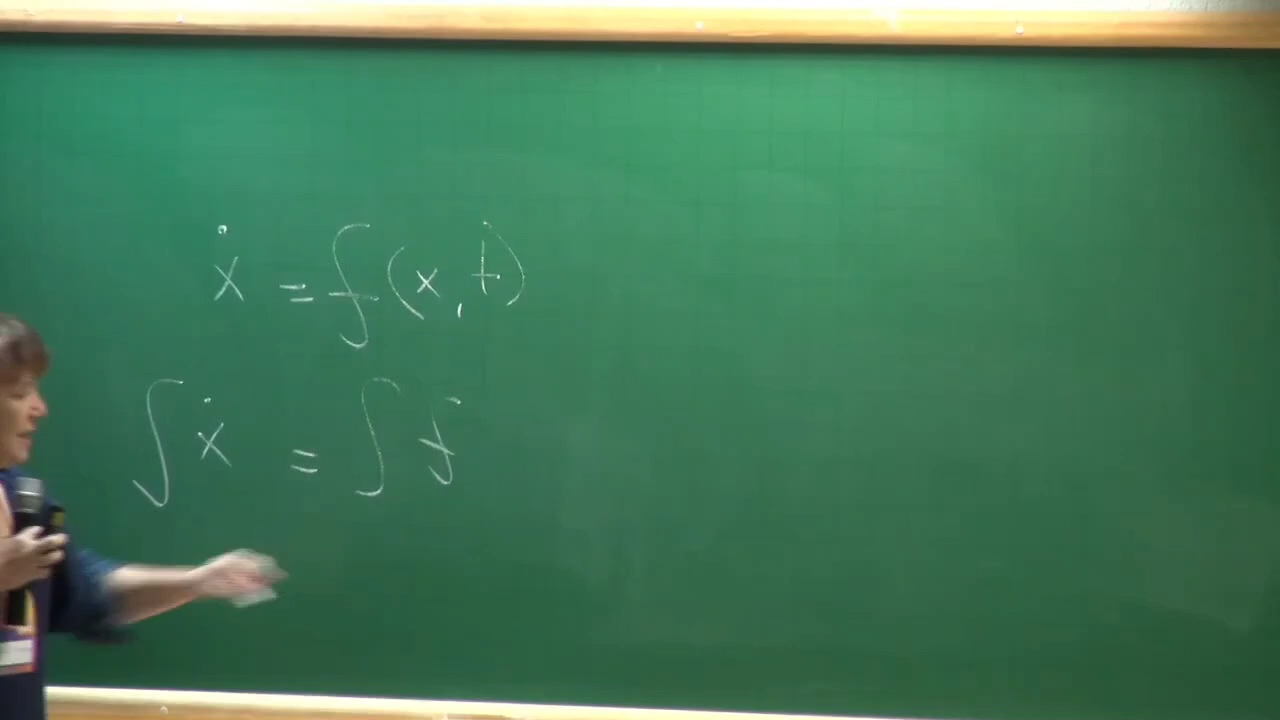 ẋ = f(x, t)
∫ ẋ = ∫ f